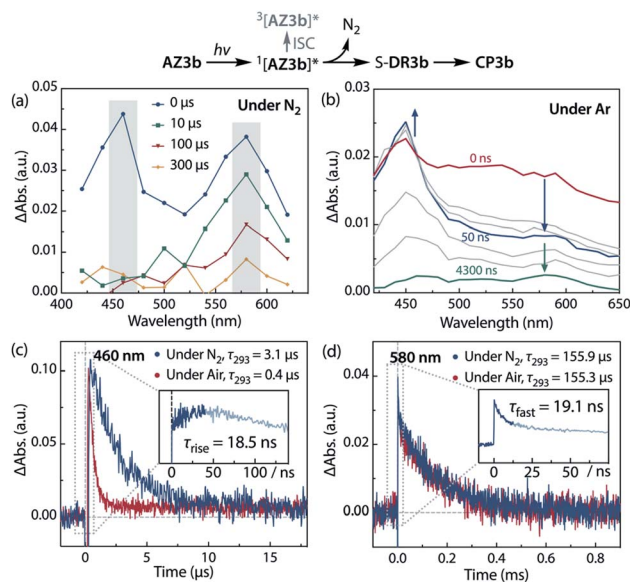 ³[AZ3b]*
N₂
ISC
hν
AZ3b
¹[AZ3b]*
S-DR3b
CP3b
(a)
Under N₂
0 μs
10 μs
100 μs
300 μs
0.05
0.04
0.03
0.02
0.01
0.00
ΔAbs. (a.u.)
450
500
550
600
Wavelength (nm)
(b)
Under Ar
0 ns
50 ns
4300 ns
0.03
0.02
0.01
0.00
ΔAbs. (a.u.)
450
500
550
600
650
Wavelength (nm)
(c)
460 nm
Under N₂, τ₂₉₃ = 3.1 μs
Under Air, τ₂₉₃ = 0.4 μs
τrise = 18.5 ns
0
50
100 / ns
0.10
0.05
0.00
ΔAbs. (a.u.)
0
5
10
15
Time (μs)
(d)
580 nm
Under N₂, τ₂₉₃ = 155.9 μs
Under Air, τ₂₉₃ = 155.3 μs
τfast = 19.1 ns
0
25
50 / ns
0.04
0.02
0.00
ΔAbs. (a.u.)
0.0
0.2
0.4
0.6
0.8
Time (ms)